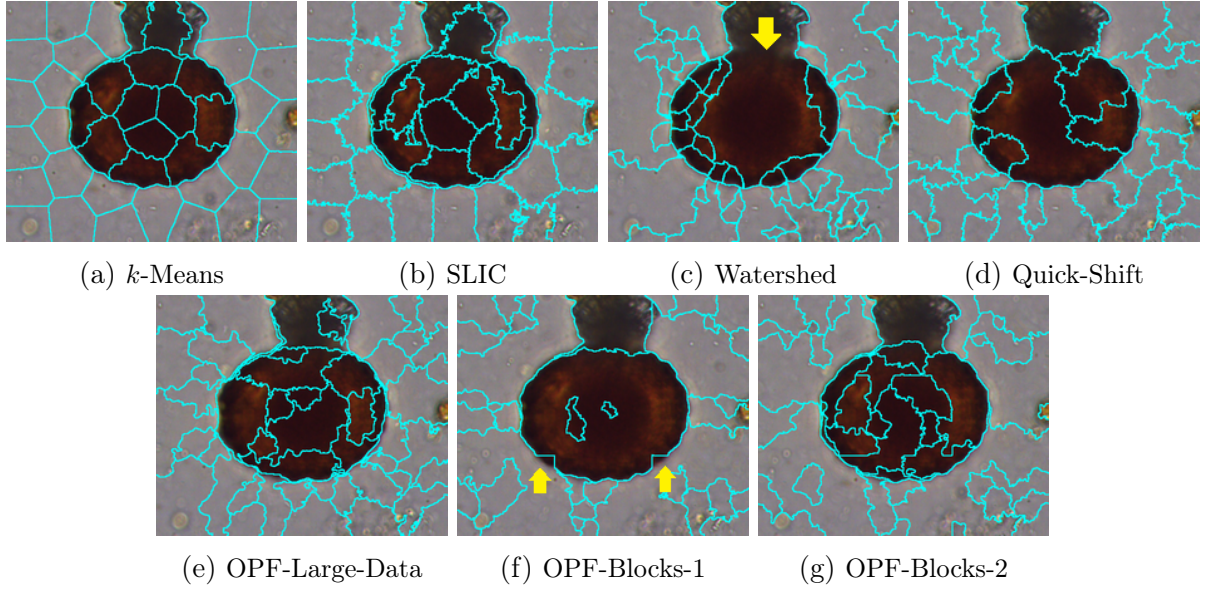 (a) k-Means
(b) SLIC
(c) Watershed
(d) Quick-Shift
(e) OPF-Large-Data
(f) OPF-Blocks-1
(g) OPF-Blocks-2